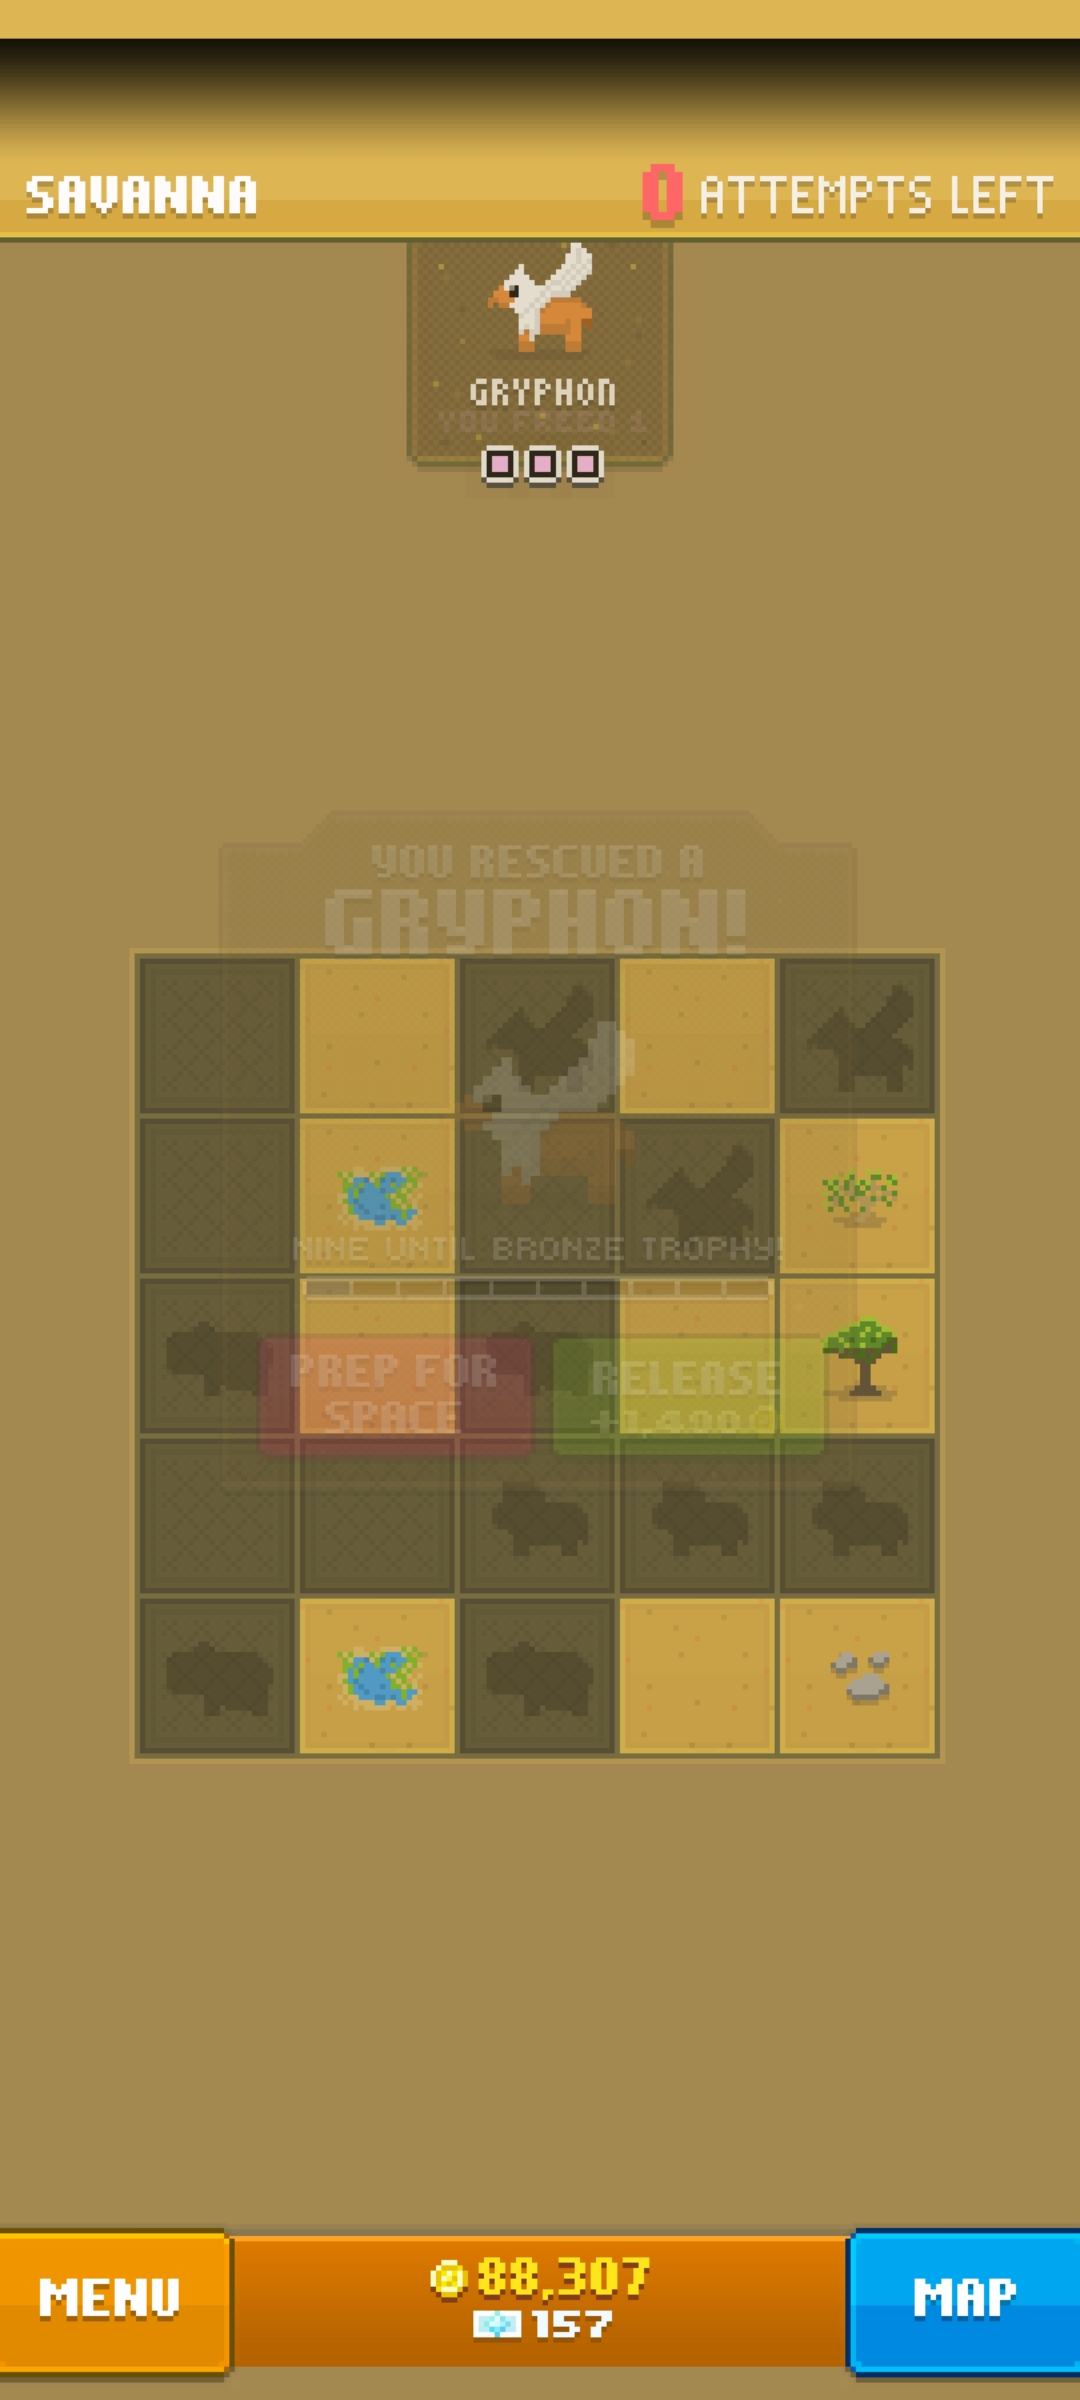 SAVANNA
0 ATTEMPTS LEFT
GRYPHON
YOU FREED 1
YOU RESCUED A
GRYPHON!
NINE UNTIL BRONZE TROPHY!
PREP FOR
SPACE
RELEASE
+1,400
MENU
88,307
157
MAP